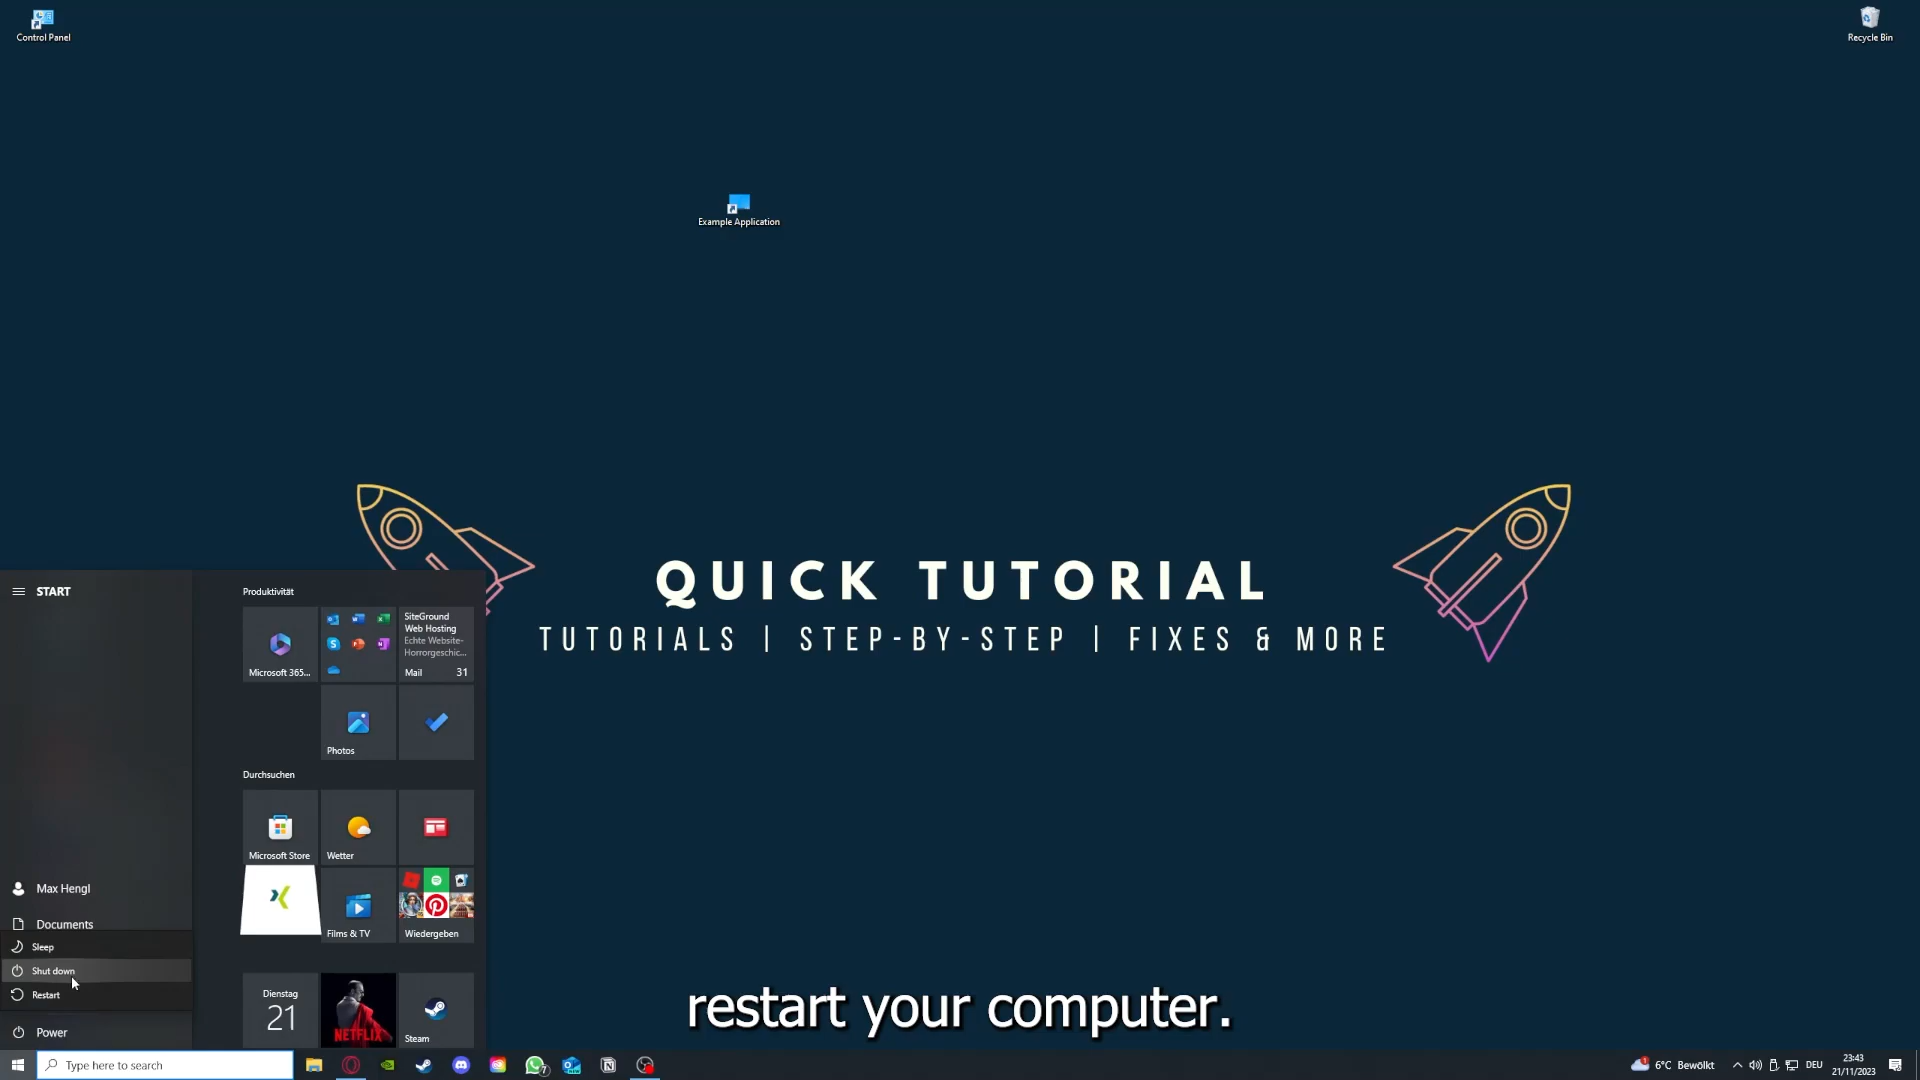 Control Panel
Recycle Bin
Example Application
QUICK TUTORIAL
TUTORIALS | STEP-BY-STEP | FIXES & MORE
START
Produktivität
SiteGround
Web Hosting
Echte Website-
Horrorgeschic...
Microsoft 365...
Mail 31
Photos
Durchsuchen
Microsoft Store
Wetter
Max Hengl
Documents
Films & TV
Wiedergeben
Sleep
Shut down
Restart
Power
Dienstag
21
NETFLIX
Steam
restart your computer.
Type here to search
7
1
6°C Bewölkt
DEU
23:43
21/11/2023